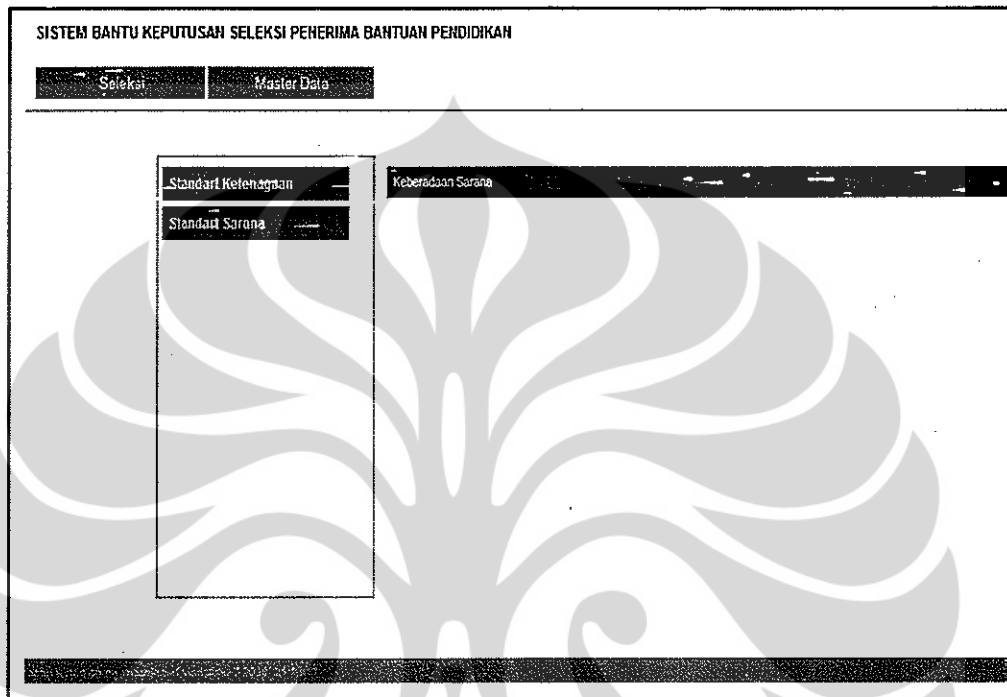 SISTEM BANTU KEPUTUSAN SELEKSI PENERIMA BANTUAN PENDIDIKAN
Seleksi Master Data
Standart Ketenagaan Keberadaan Sarana
Standart Sarana